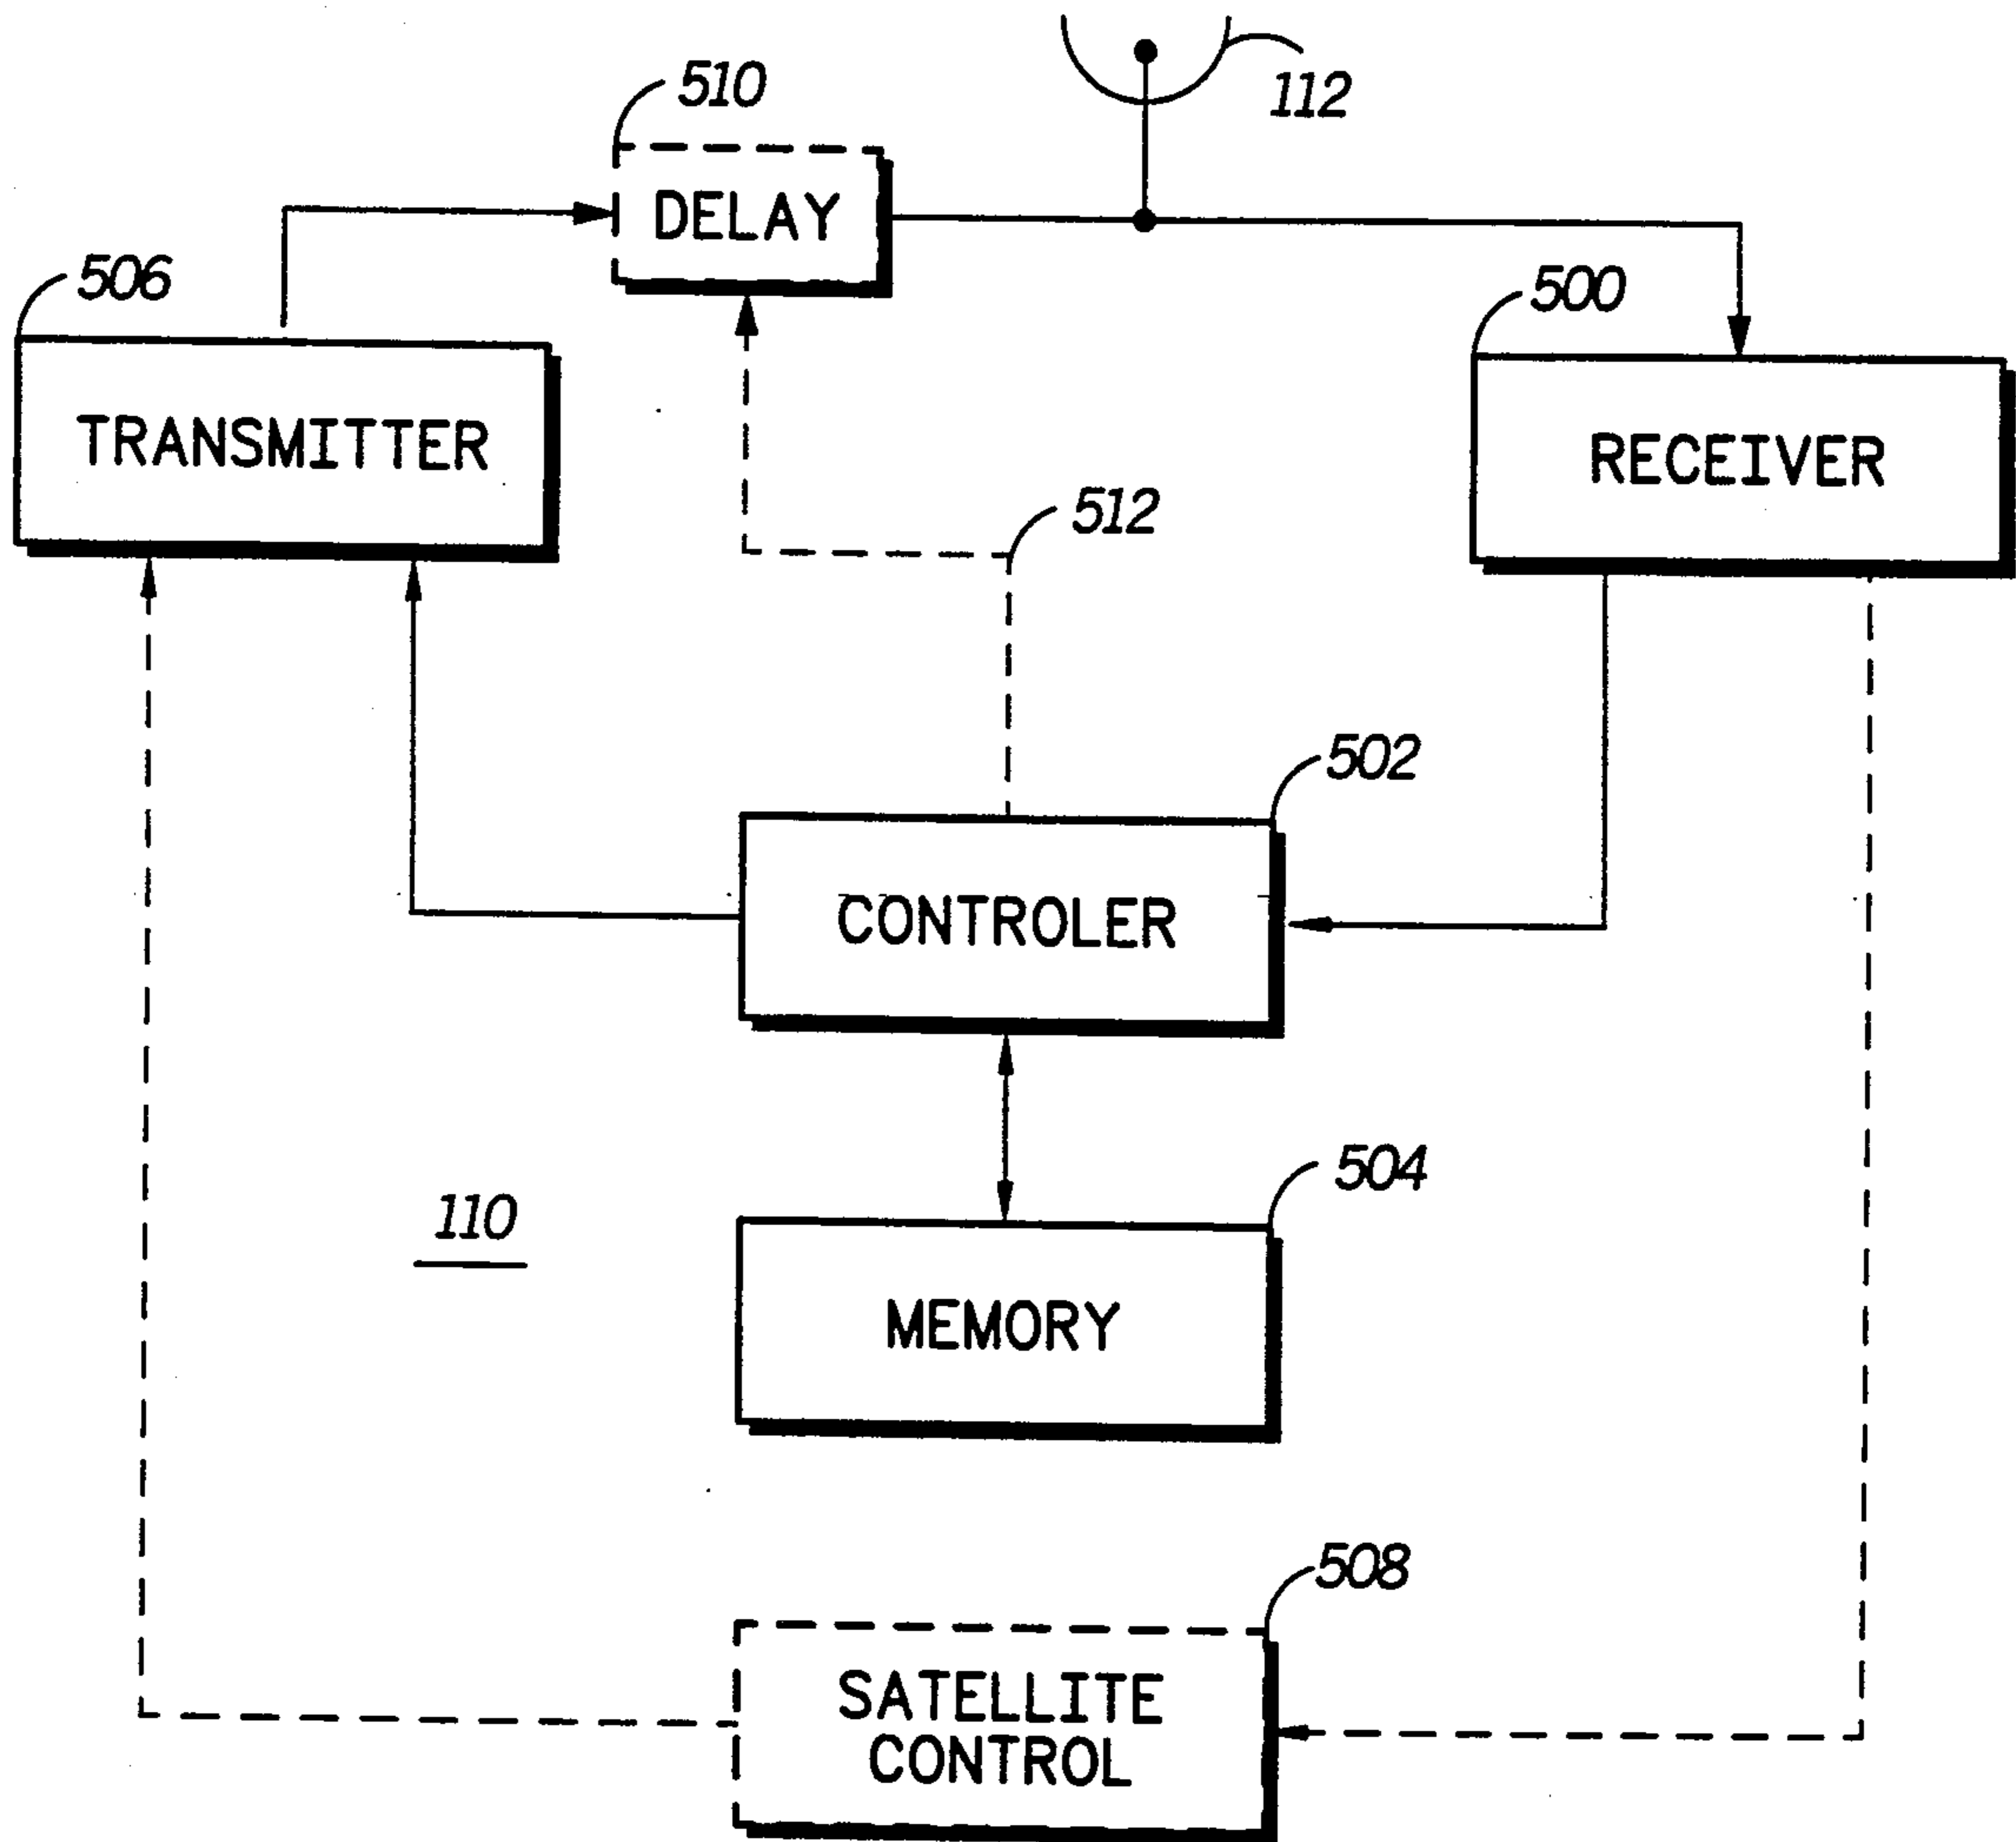 510
112
DELAY
506
500
TRANSMITTER
RECEIVER
512
502
CONTROLER
504
110
MEMORY
508
SATELLITE
CONTROL